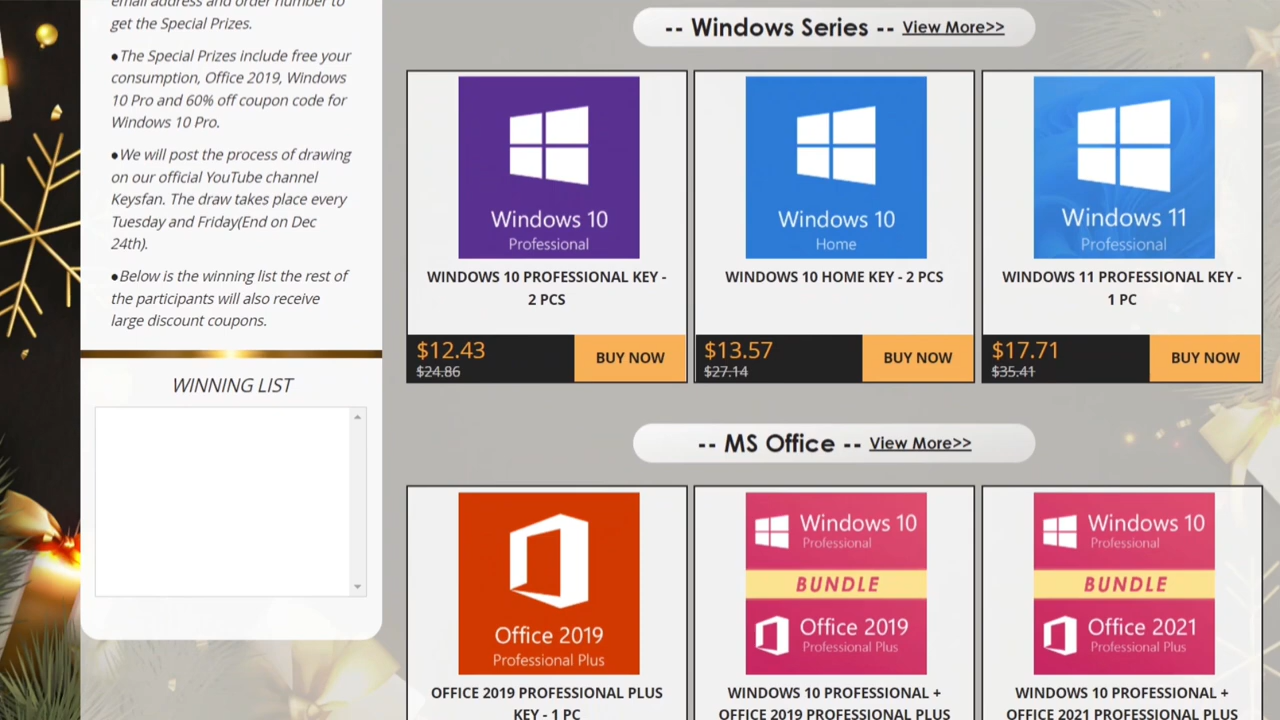 email address and order number to
get the Special Prizes.
●The Special Prizes include free your
consumption, Office 2019, Windows
10 Pro and 60% off coupon code for
Windows 10 Pro.
●We will post the process of drawing
on our official YouTube channel
Keysfan. The draw takes place every
Tuesday and Friday(End on Dec
24th).
●Below is the winning list the rest of
the participants will also receive
large discount coupons.
WINNING LIST
-- Windows Series -- View More>>
Windows 10
Professional
WINDOWS 10 PROFESSIONAL KEY -
2 PCS
$12.43
$24.86
BUY NOW
Windows 10
Home
WINDOWS 10 HOME KEY - 2 PCS
$13.57
$27.14
BUY NOW
Windows 11
Professional
WINDOWS 11 PROFESSIONAL KEY -
1 PC
$17.71
$35.41
BUY NOW
-- MS Office -- View More>>
Office 2019
Professional Plus
OFFICE 2019 PROFESSIONAL PLUS
KEY - 1 PC
Windows 10
Professional
BUNDLE
Office 2019
Professional Plus
WINDOWS 10 PROFESSIONAL +
OFFICE 2019 PROFESSIONAL PLUS
Windows 10
Professional
BUNDLE
Office 2021
Professional Plus
WINDOWS 10 PROFESSIONAL +
OFFICE 2021 PROFESSIONAL PLUS